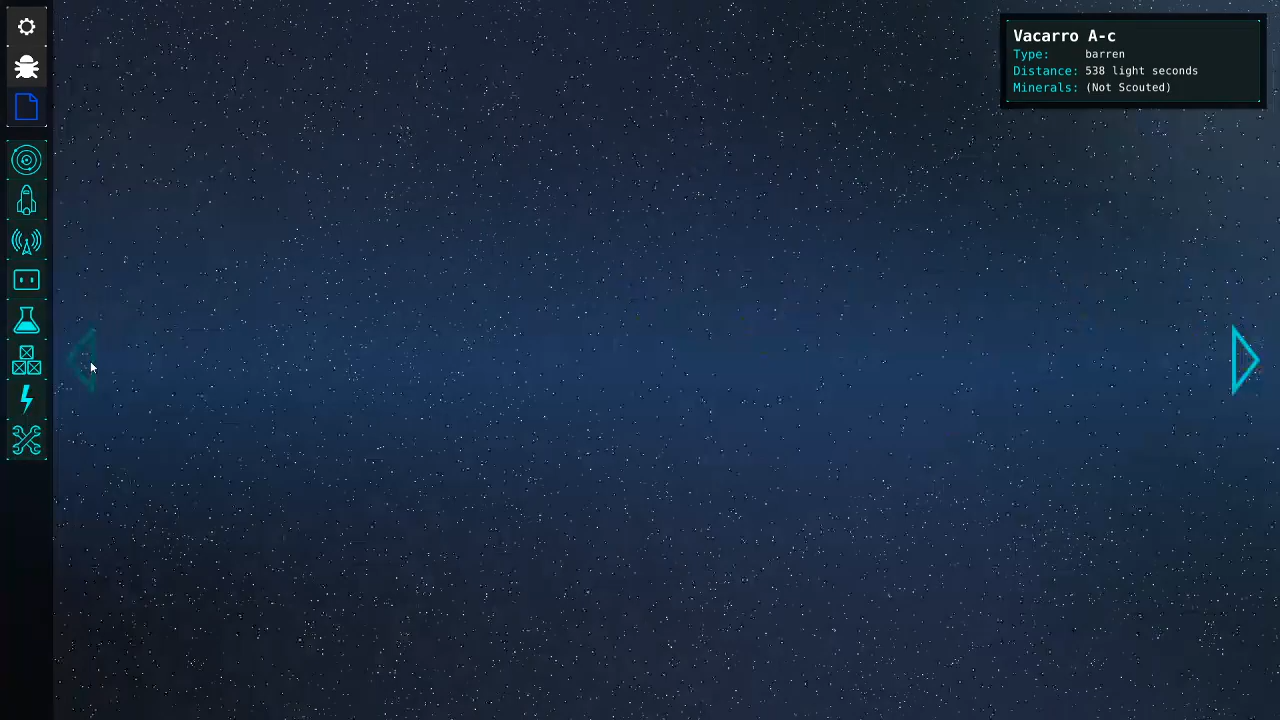 Vacarro A-c
Type: barren
Distance: 538 light seconds
Minerals: (Not Scouted)